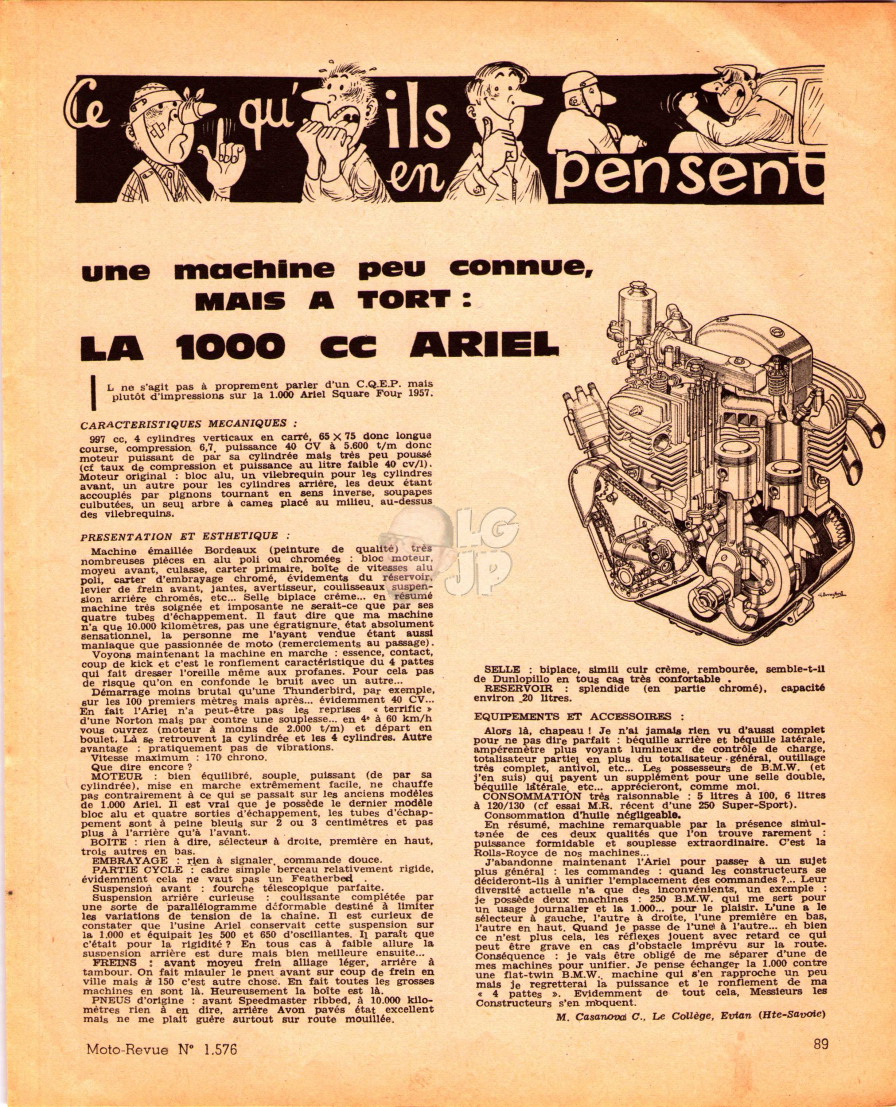 Ce qu' ils en pensent
une machine peu connue,
MAIS A TORT :
LA 1000 cc ARIEL
IL ne s'agit pas à proprement parler d'un C.Q.E.P. mais
plutôt d'impressions sur la 1.000 Ariel Square Four 1957.
CARACTERISTIQUES MECANIQUES :
997 cc, 4 cylindres verticaux en carré, 65 × 75 donc longue
course, compression 6,7, puissance 40 CV à 5.600 t/m donc
moteur puissant de par sa cylindrée mais très peu poussé
(cf taux de compression et puissance au litre faible 40 cv/l).
Moteur original : bloc alu, un vilebrequin pour les cylindres
avant, un autre pour les cylindres arrière, les deux étant
accouplés par pignons tournant en sens inverse, soupapes
culbutées, un seul arbre à cames placé au milieu, au-dessus
des vilebrequins.
PRESENTATION ET ESTHETIQUE :
Machine émaillée Bordeaux (peinture de qualité) très
nombreuses pièces en alu poli ou chromées : bloc moteur,
moyeu avant, culasse, carter primaire, boîte de vitesses alu
poli, carter d'embrayage chromé, évidements du réservoir,
levier de frein avant, jantes, avertisseur, coulisseaux suspen-
sion arrière chromés, etc... Selle biplace crème... en résumé
machine très soignée et imposante ne serait-ce que par ses
quatre tubes d'échappement. Il faut dire que ma machine
n'a que 10.000 kilomètres, pas une égratignure, état absolument
sensationnel, la personne me l'ayant vendue étant aussi
maniaque que passionnée de moto (remerciements au passage).
Voyons maintenant la machine en marche : essence, contact,
coup de kick et c'est le ronflement caractéristique du 4 pattes
qui fait dresser l'oreille même aux profanes. Pour cela pas
de risque qu'on en confonde le bruit avec un autre...
Démarrage moins brutal qu'une Thunderbird, par exemple,
sur les 100 premiers mètres mais après... évidemment 40 CV...
En fait l'Ariel n'a peut-être pas les reprises « terrific »
d'une Norton mais par contre une souplesse... en 4e à 60 km/h
vous ouvrez (moteur à moins de 2.000 t/m) et départ en
boulet. Là se retrouvent la cylindrée et les 4 cylindres. Autre
avantage : pratiquement pas de vibrations.
Vitesse maximum : 170 chrono.
Que dire encore ?
MOTEUR : bien équilibré, souple, puissant (de par sa
cylindrée), mise en marche extrêmement facile, ne chauffe
pas contrairement à ce qui se passait sur les anciens modèles
de 1.000 Ariel. Il est vrai que je possède le dernier modèle
bloc alu et quatre sorties d'échappement, les tubes d'échap-
pement sont à peine bleuis sur 2 ou 3 centimètres et pas
plus à l'arrière qu'à l'avant.
BOITE : rien à dire, sélecteur à droite, première en haut,
trois autres en bas.
EMBRAYAGE : rien à signaler, commande douce.
PARTIE CYCLE : cadre simple berceau relativement rigide,
évidemment cela ne vaut pas un Featherbed .
Suspension avant : fourche télescopique parfaite.
Suspension arrière curieuse : coulissante complétée par
une sorte de parallélogramme déformable destiné à limiter
les variations de tension de la chaîne. Il est curieux de
constater que l'usine Ariel conservait cette suspension sur
la 1.000 et équipait les 500 et 650 d'oscillantes. Il paraît que
c'était pour la rigidité ? En tous cas à faible allure la
suspension arrière est dure mais bien meilleure ensuite...
FREINS : avant moyeu frein alliage léger, arrière à
tambour. On fait miauler le pneu avant sur coup de frein en
ville mais à 150 c'est autre chose. En fait toutes les grosses
machines en sont là. Heureusement la boîte est là.
PNEUS d'origine : avant Speedmaster ribbed, à 10.000 kilo-
mètres rien à en dire, arrière Avon pavés état excellent
mais ne me plait guère surtout sur route mouillée.
SELLE : biplace, simili cuir crème, rembourée, semble-t-il
de Dunlopillo en tous cas très confortable .
RESERVOIR : splendide (en partie chromé), capacité
environ 20 litres.
EQUIPEMENTS ET ACCESSOIRES :
Alors là, chapeau ! Je n'ai jamais rien vu d'aussi complet
pour ne pas dire parfait : béquille arrière et béquille latérale,
ampèremètre plus voyant lumineux de contrôle de charge,
totalisateur partiel en plus du totalisateur général, outillage
très complet, antivol, etc... Les possesseurs de B.M.W. (et
j'en suis) qui payent un supplément pour une selle double,
béquille latérale, etc... apprécieront, comme moi.
CONSOMMATION très raisonnable : 5 litres à 100, 6 litres
à 120/130 (cf essai M.R. récent d'une 250 Super-Sport).
Consommation d'huile négligeable.
En résumé, machine remarquable par la présence simul-
tanée de ces deux qualités que l'on trouve rarement :
puissance formidable et souplesse extraordinaire. C'est la
Rolls-Royce de nos machines...
J'abandonne maintenant l'Ariel pour passer à un sujet
plus général : les commandes : quand les constructeurs se
décideront-ils à unifier l'emplacement des commandes ?... Leur
diversité actuelle n'a que des inconvénients, un exemple :
je possède deux machines : 250 B.M.W. qui me sert pour
un usage journalier et la 1.000... pour le plaisir. L'une a le
sélecteur à gauche, l'autre à droite, l'une première en bas,
l'autre en haut. Quand je passe de l'une à l'autre... eh bien
ce n'est plus cela, les réflexes jouent avec retard ce qui
peut être grave en cas d'obstacle imprévu sur la route.
Conséquence : je vais être obligé de me séparer d'une de
mes machines pour unifier. Je pense échanger la 1.000 contre
une flat-twin B.M.W., machine qui s'en rapproche un peu
mais je regretterai la puissance et le ronflement de ma
« 4 pattes ». Evidemment de tout cela, Messieurs les
Constructeurs s'en moquent.
M. Casanova C., Le Collège, Evian (Hte-Savoie)
LG
JP
Moto-Revue N° 1.576
89